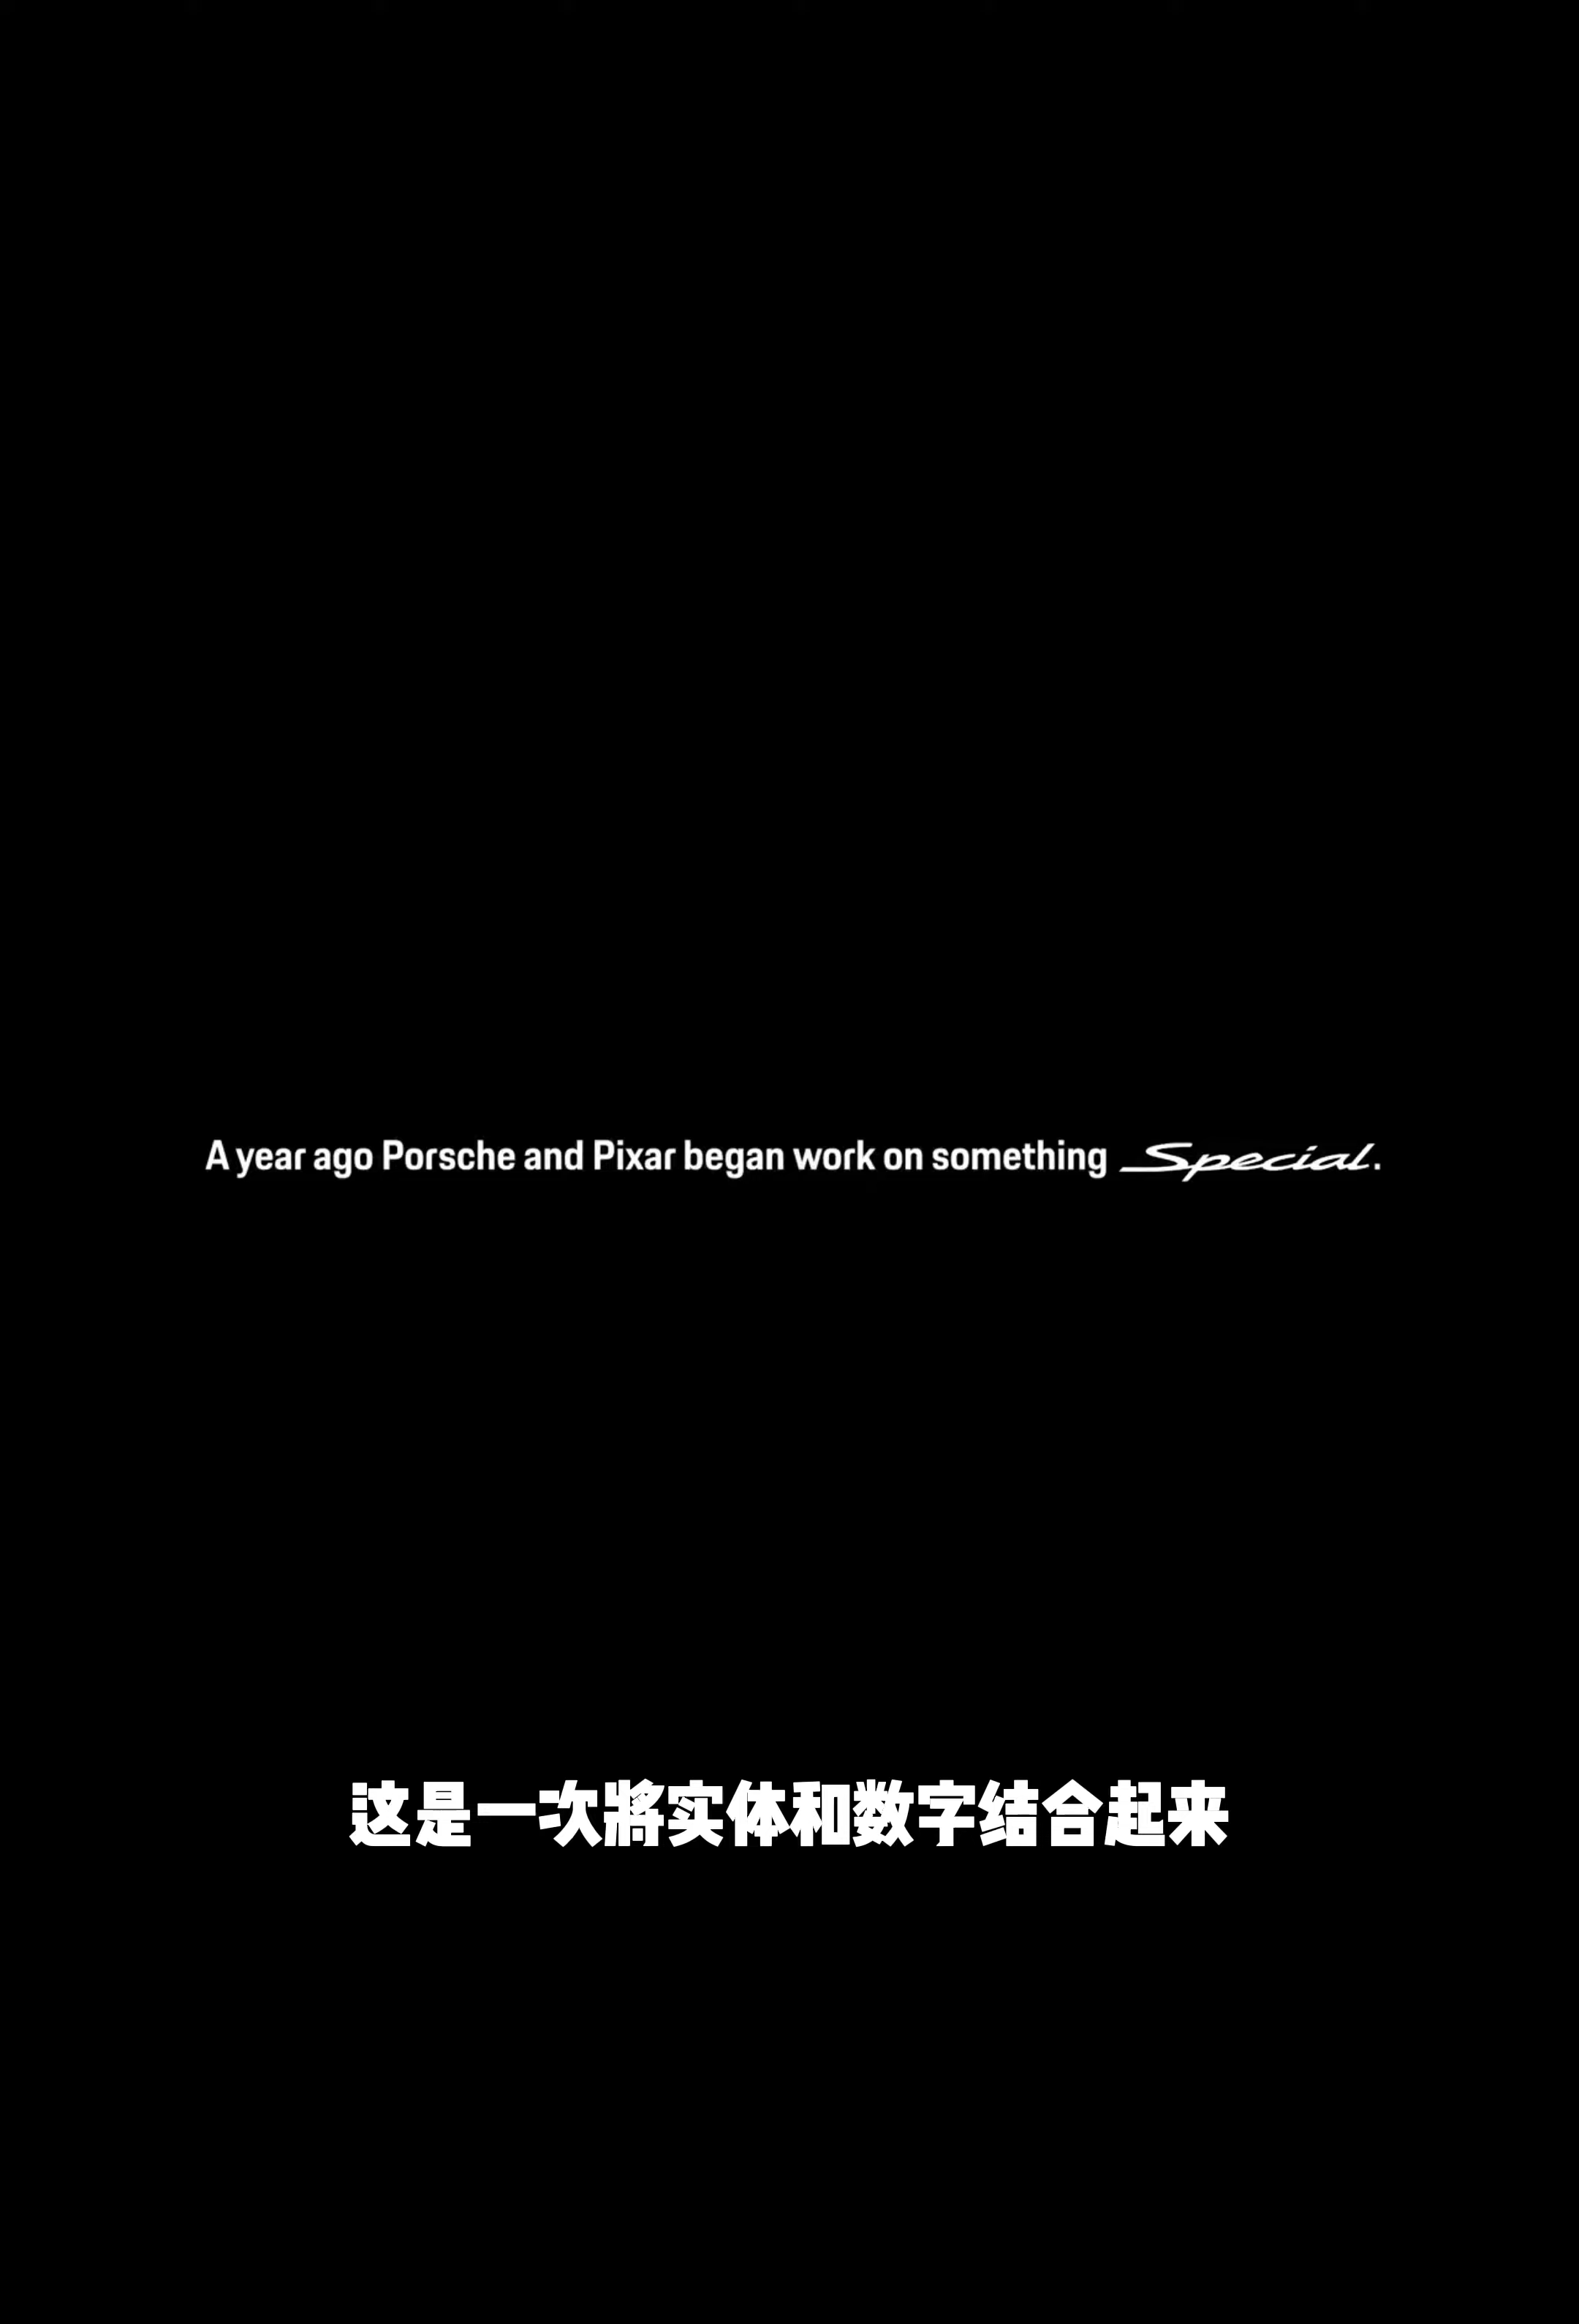 A year ago Porsche and Pixar began work on something Special.
这是一次將实体和数字结合起来